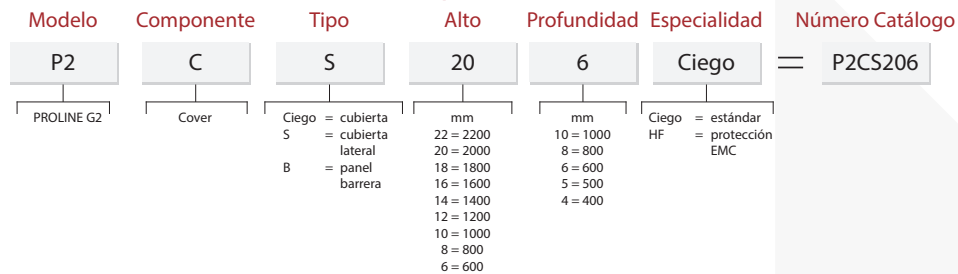 Modelo Componente Tipo Alto Profundidad Especialidad Número Catálogo
P2 C S 20 6 Ciego = P2CS206
PROLINE G2
Cover
Ciego = cubierta
S = cubierta
lateral
B = panel
barrera
mm
22 = 2200
20 = 2000
18 = 1800
16 = 1600
14 = 1400
12 = 1200
10 = 1000
8 = 800
6 = 600
mm
10 = 1000
8 = 800
6 = 600
5 = 500
4 = 400
Ciego = estándar
HF = protección
EMC